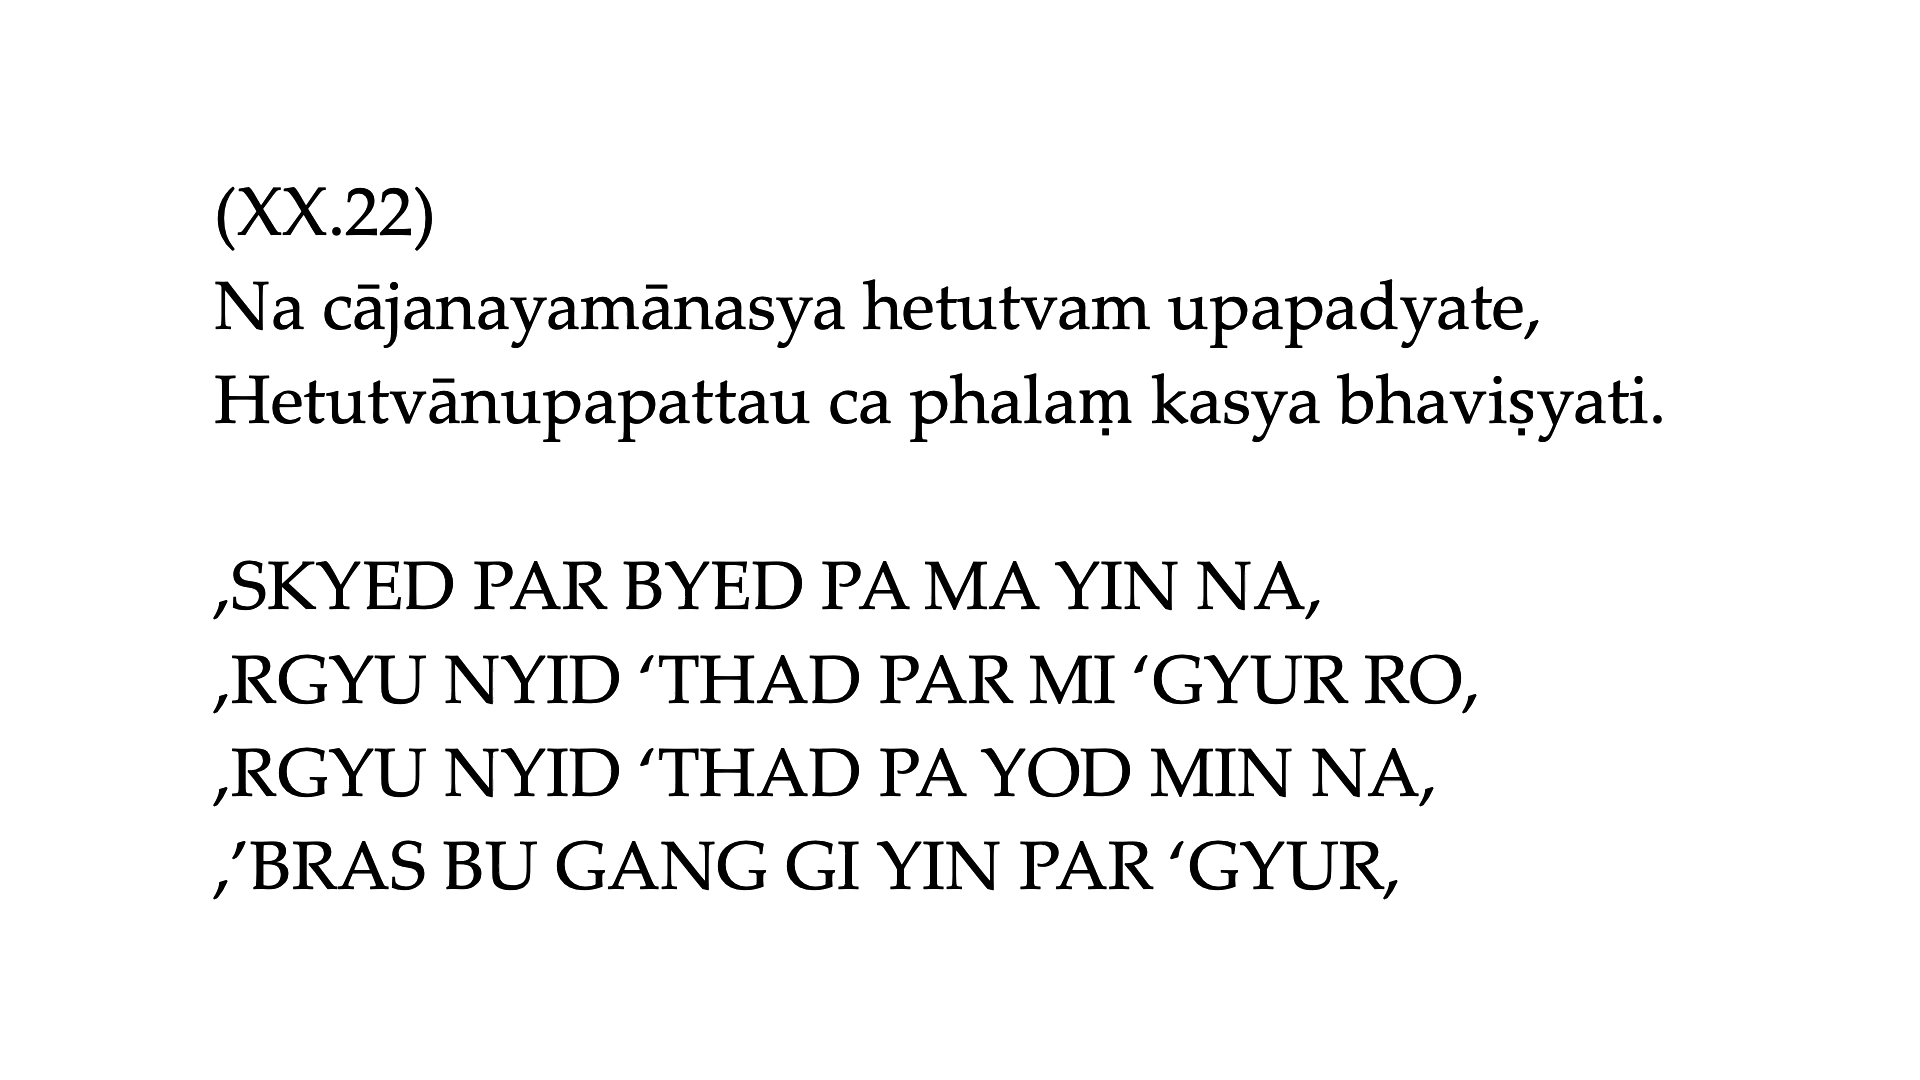 (XX.22)
Na cājanayamānasya hetutvam upapadyate,
Hetutvānupapattau ca phalaṃ kasya bhaviṣyati.
,SKYED PAR BYED PA MA YIN NA,
,RGYU NYID ‘THAD PAR MI ‘GYUR RO,
,RGYU NYID ‘THAD PA YOD MIN NA,
,’BRAS BU GANG GI YIN PAR ‘GYUR,